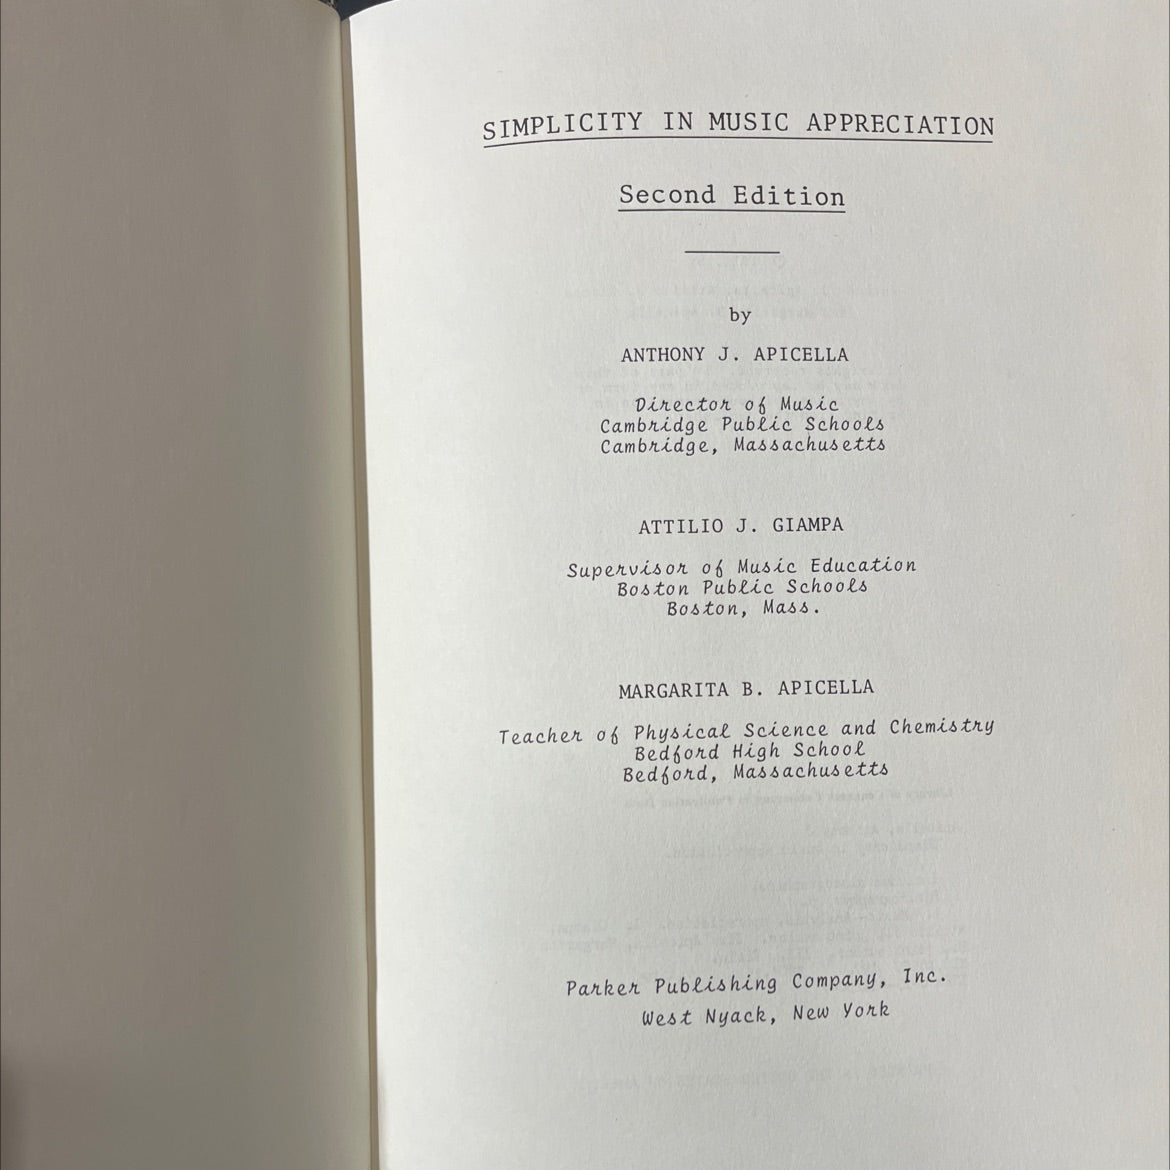 SIMPLICITY IN MUSIC APPRECIATION
Second Edition
by
ANTHONY J. APICELLA
Director of Music
Cambridge Public Schools
Cambridge, Massachusetts
ATTILIO J. GIAMPA
Supervisor of Music Education
Boston Public Schools
Boston, Mass.
MARGARITA B. APICELLA
Teacher of Physical Science and Chemistry
Bedford High School
Bedford, Massachusetts
Parker Publishing Company, Inc.
West Nyack, New York